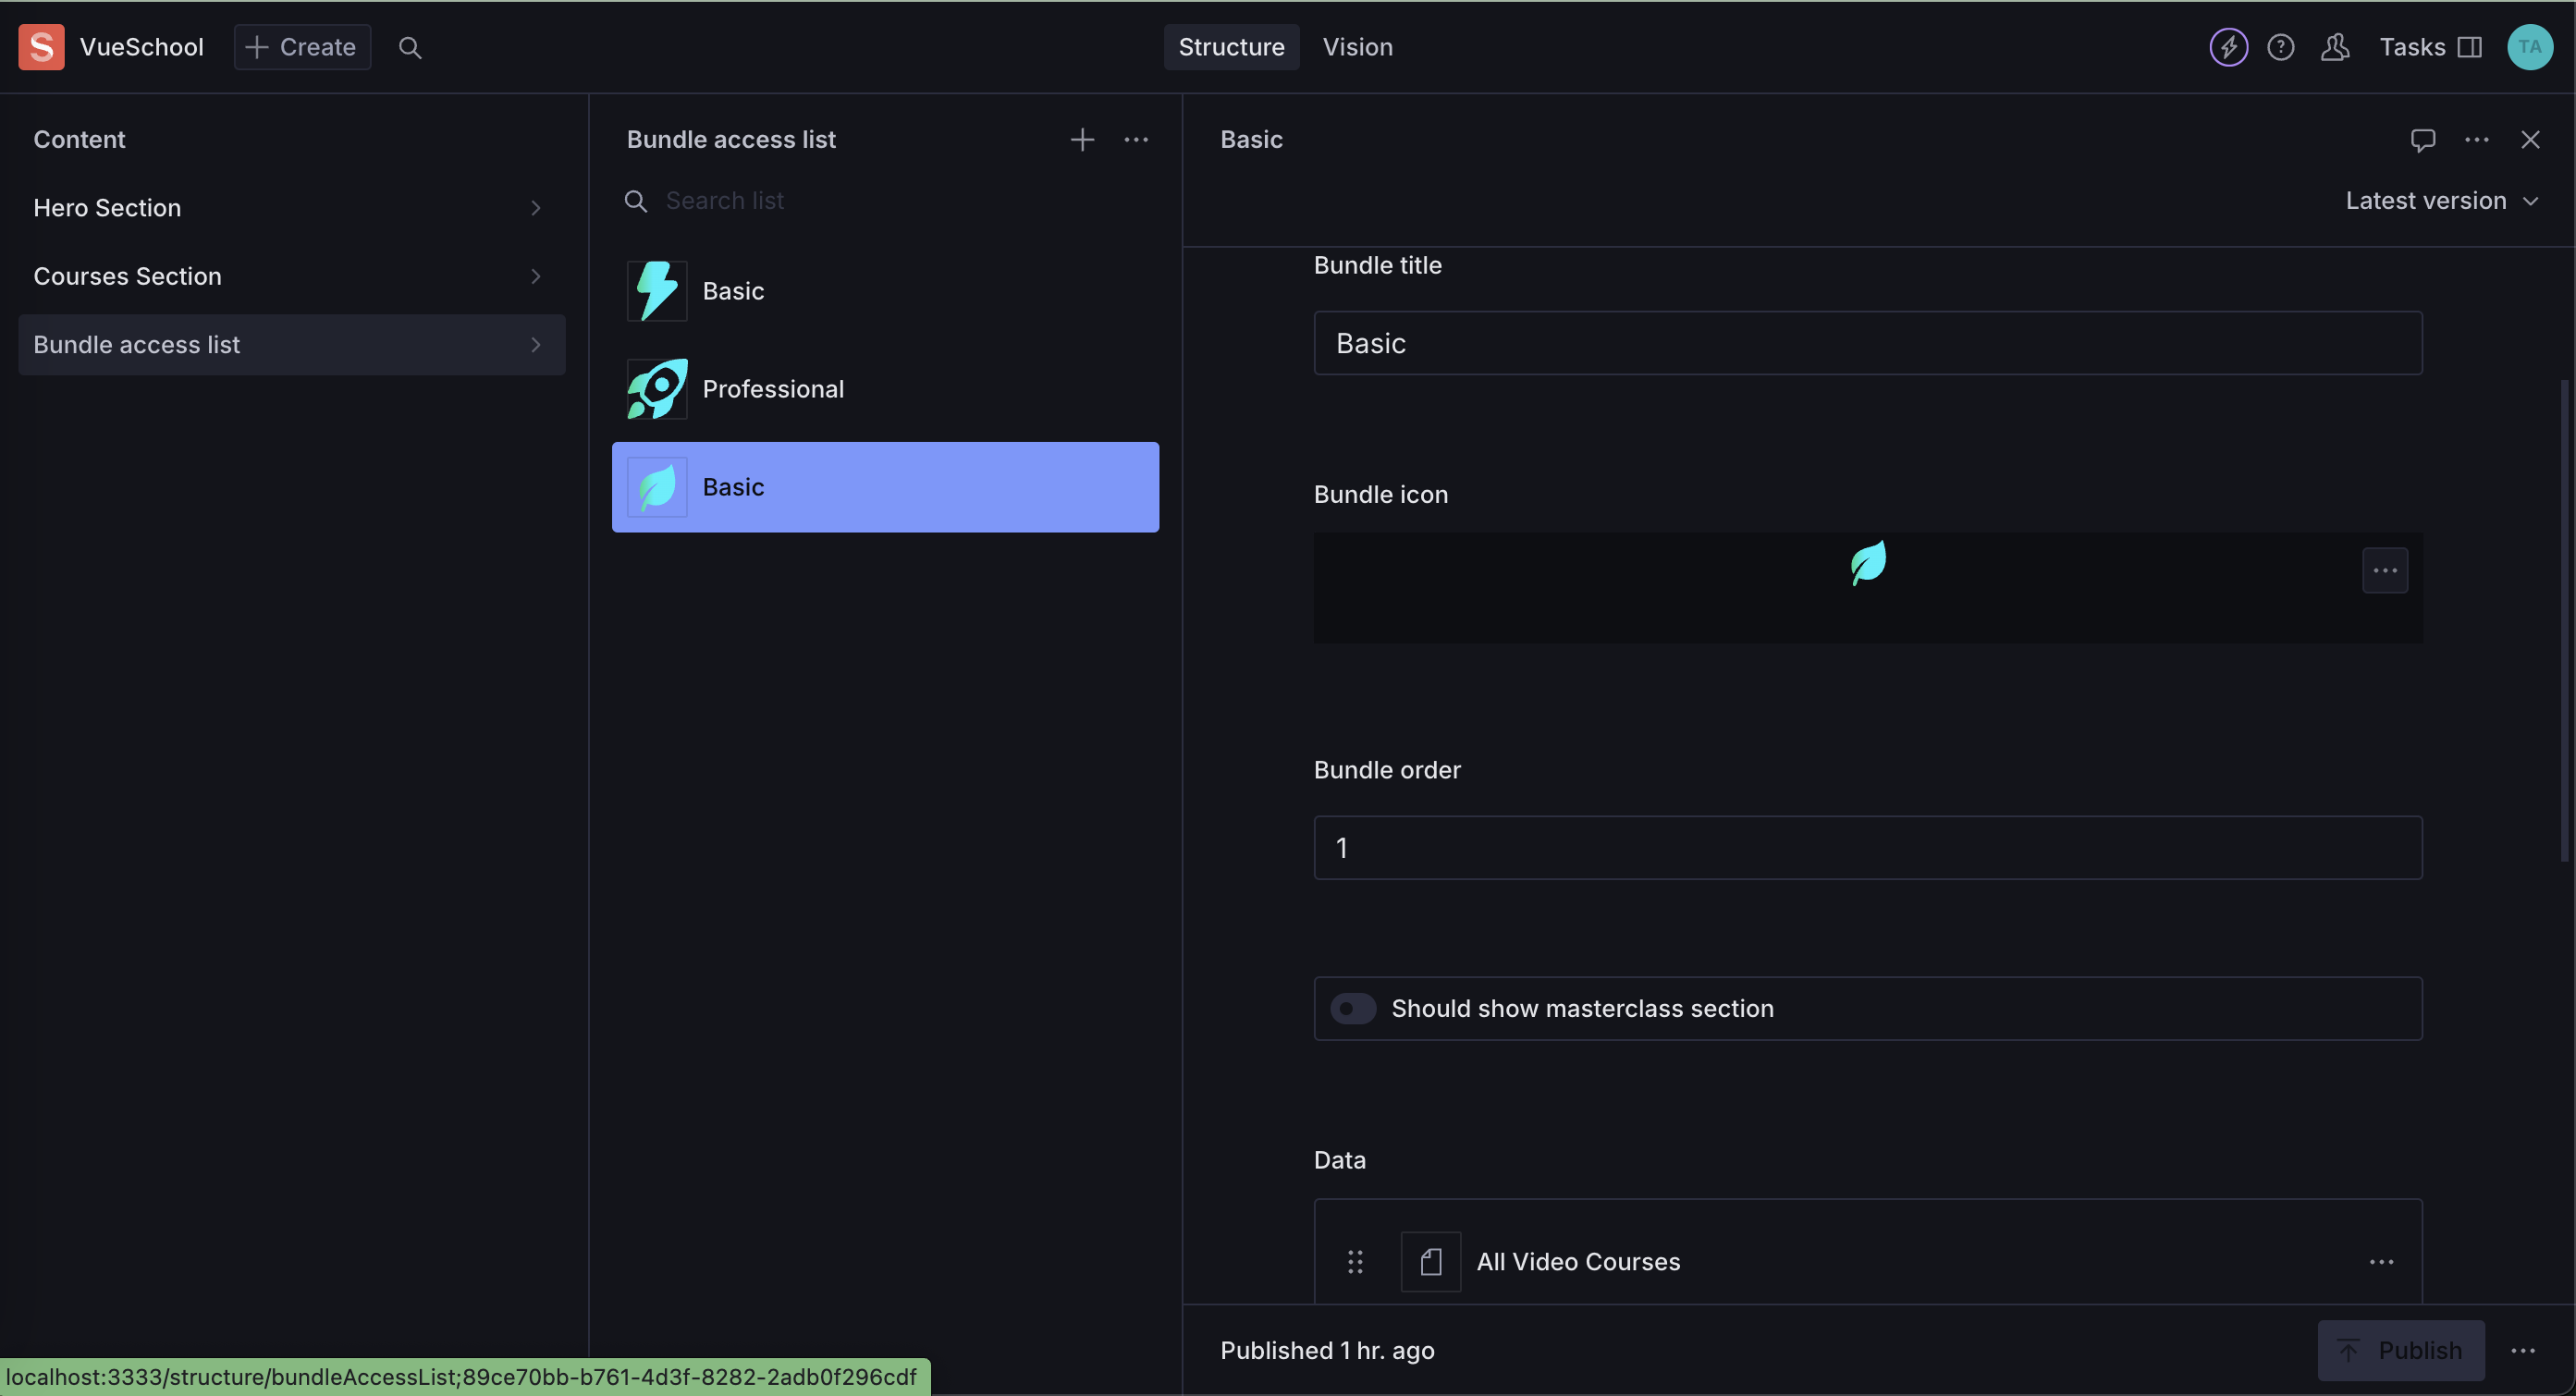 S VueSchool
Create
Structure
Vision
Tasks
TA
Content
Hero Section
Courses Section
Bundle access list
Bundle access list
Search list
Basic
Professional
Basic
Basic
Latest version
Bundle title
Basic
Bundle icon
Bundle order
1
Should show masterclass section
Data
All Video Courses
Published 1 hr. ago
Publish
localhost:3333/structure/bundleAccessList;89ce70bb-b761-4d3f-8282-2adb0f296cdf